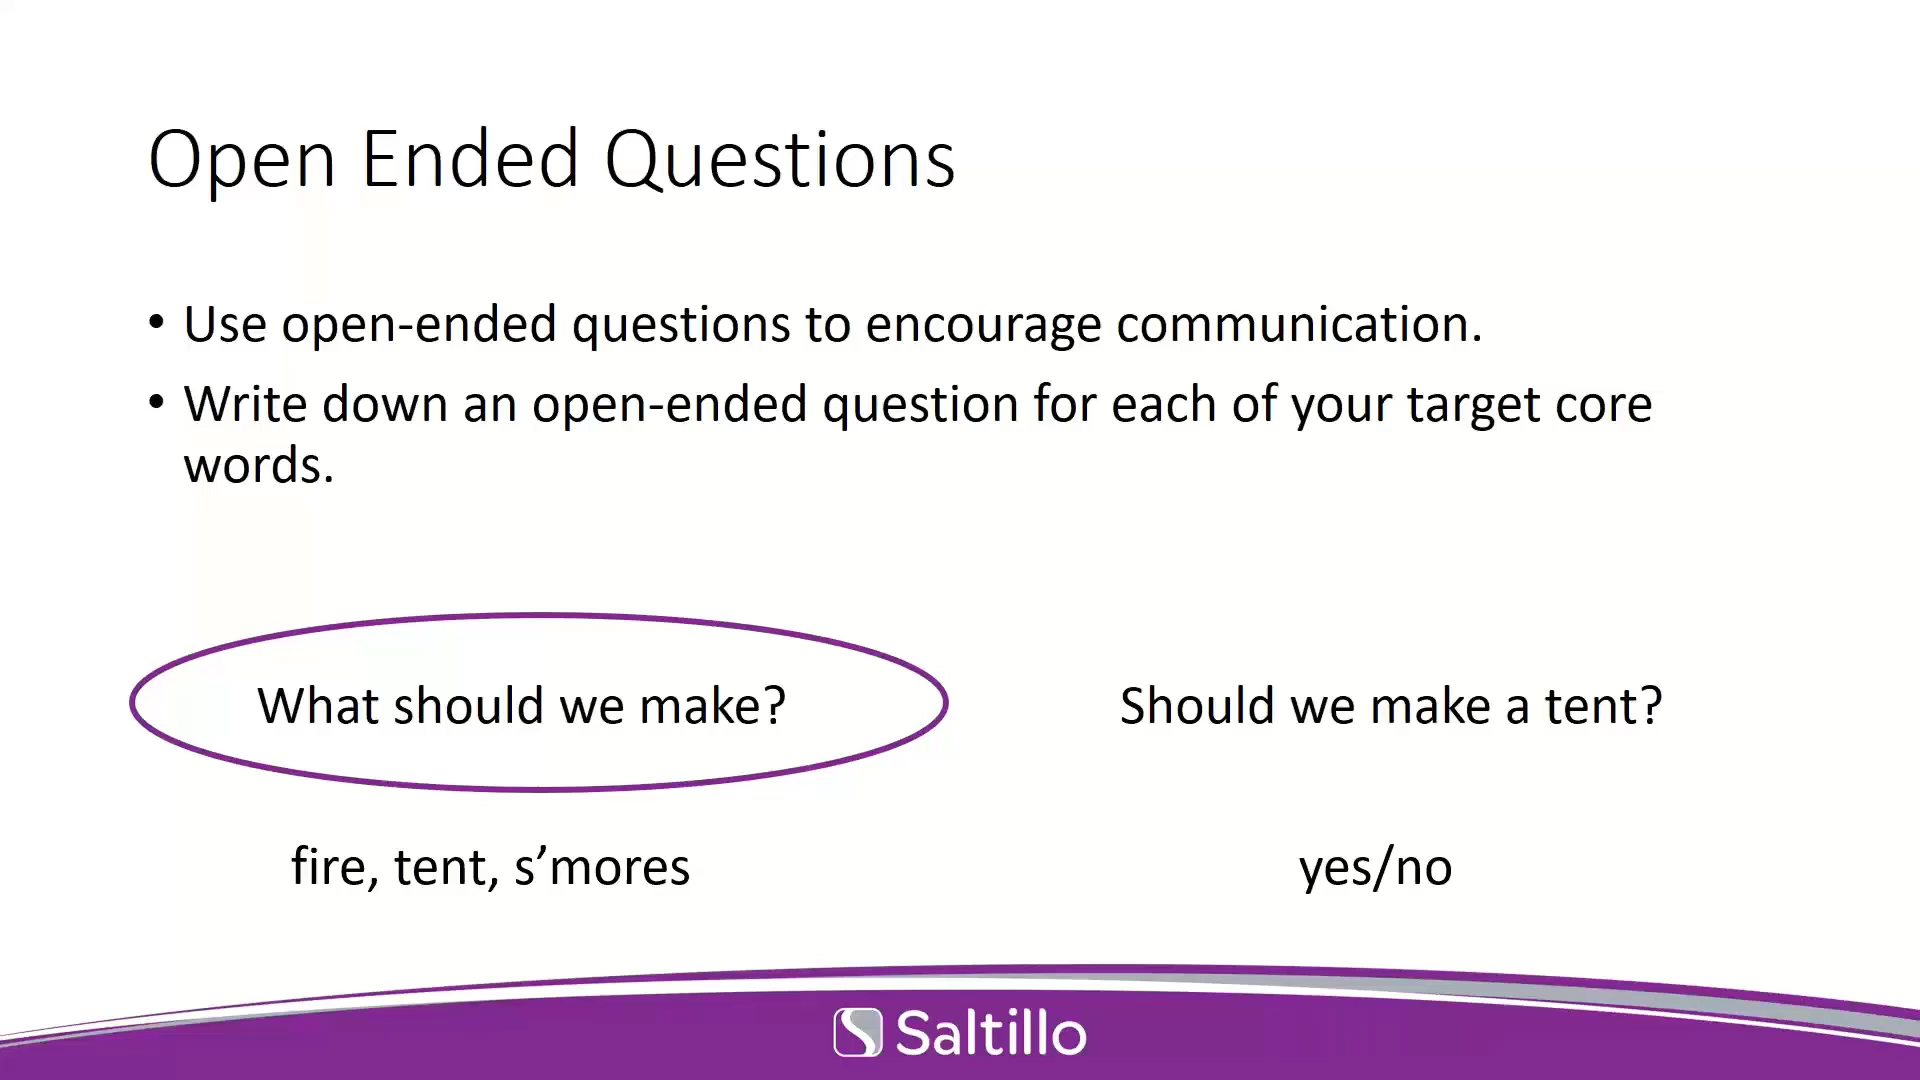 Open Ended Questions
• Use open-ended questions to encourage communication.
• Write down an open-ended question for each of your target core
words.
What should we make?
Should we make a tent?
fire, tent, s’mores
yes/no
Saltillo